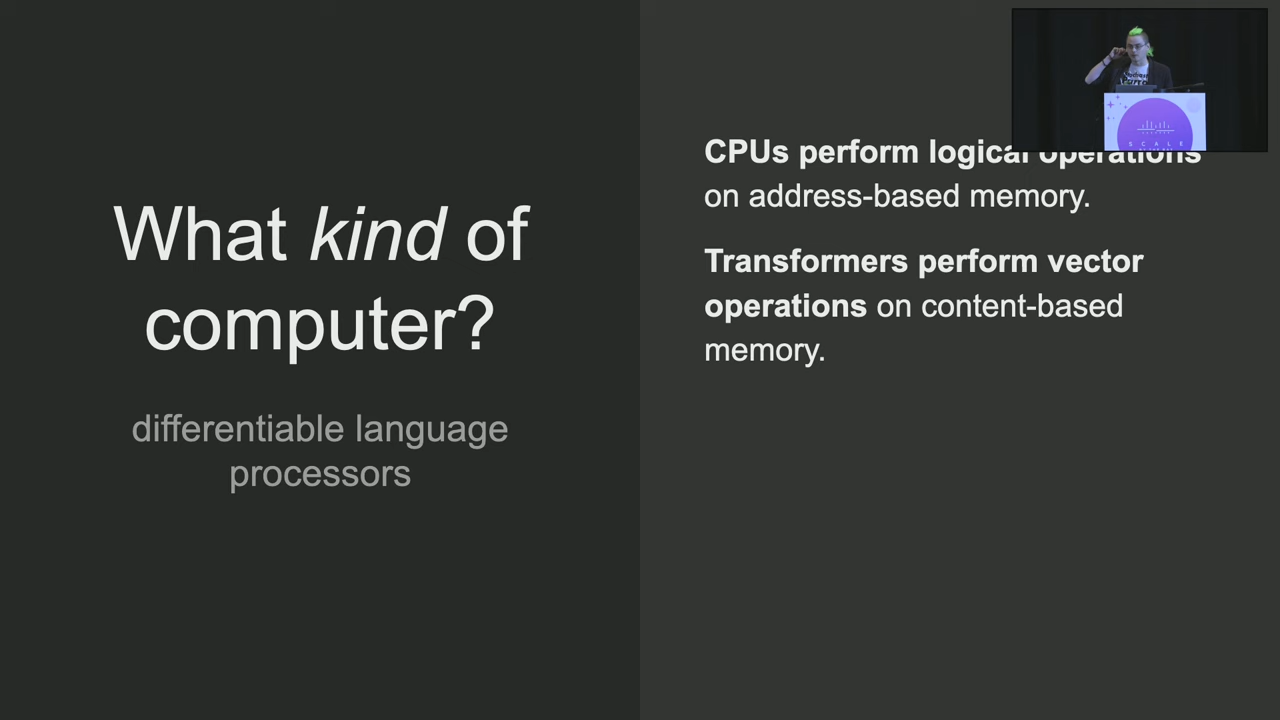 What kind of
computer?
differentiable language
processors
CPUs perform logical operations
on address-based memory.
Transformers perform vector
operations on content-based
memory.
SCALE